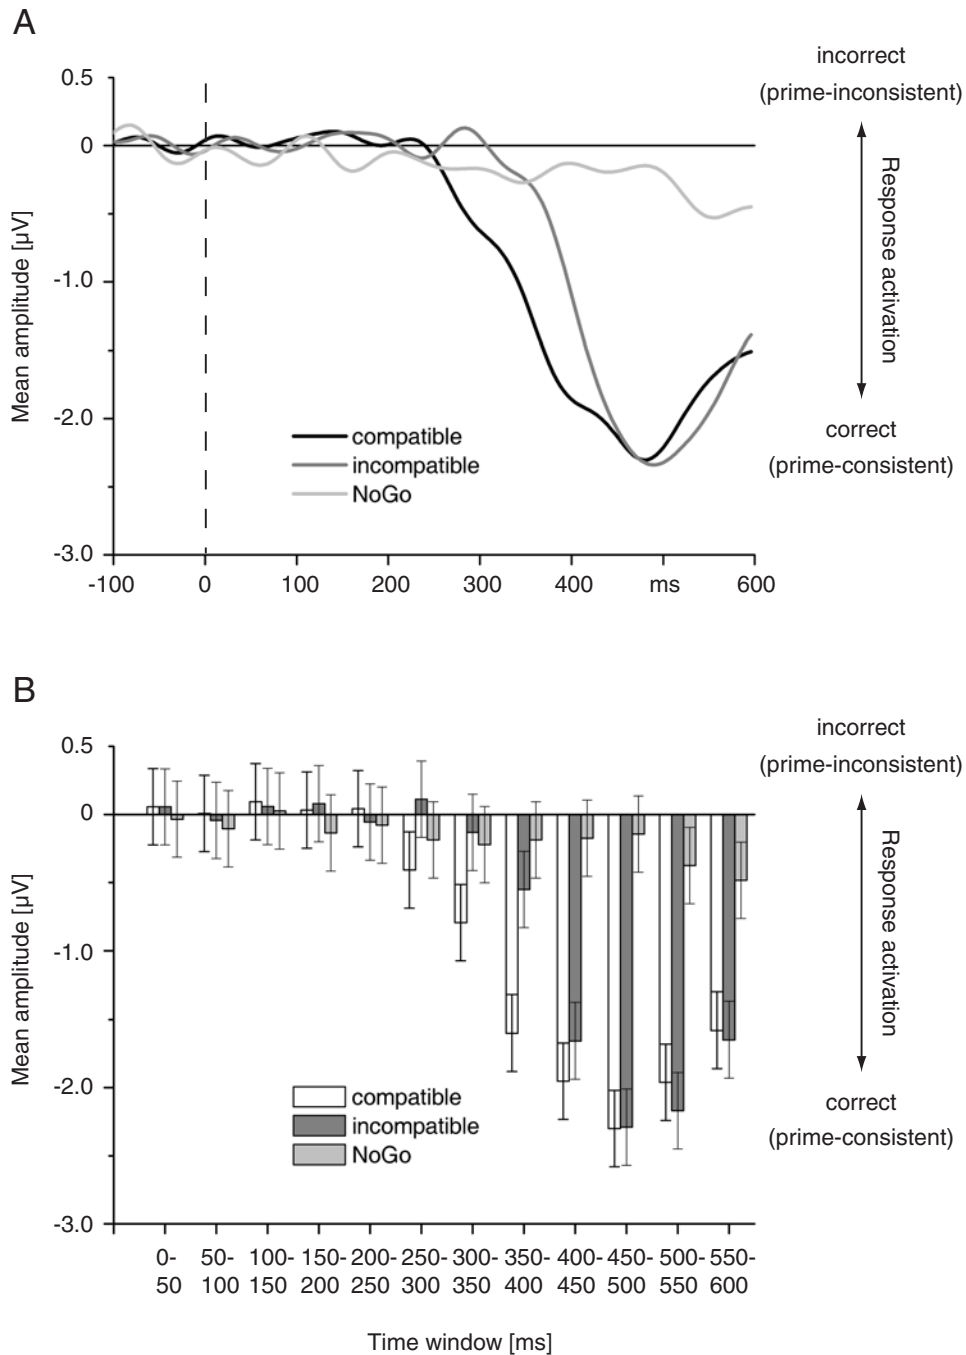 A
incorrect
(prime-inconsistent)
0.5
0
-1.0
-2.0
-3.0
Mean amplitude [µV]
Response activation
compatible
incompatible
NoGo
correct
(prime-consistent)
-100 0 100 200 300 400 ms 600
B
incorrect
(prime-inconsistent)
0.5
0
-1.0
-2.0
-3.0
Mean amplitude [µV]
Response activation
compatible
incompatible
NoGo
correct
(prime-consistent)
0- 50- 100- 150- 200- 250- 300- 350- 400- 450- 500- 550-
50 100 150 200 250 300 350 400 450 500 550 600
Time window [ms]